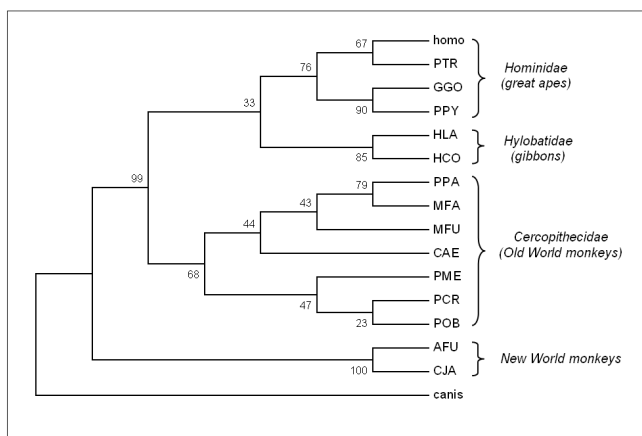 homo
67
PTR
76
Hominidae
(great apes)
GGO
33
PPY
90
HLA
Hylobatidae
(gibbons)
HCO
85
99
PPA
79
MFA
43
MFU
44
Cercopithecidae
(Old World monkeys)
CAE
68
PME
47
PCR
23
POB
AFU
New World monkeys
100
CJA
canis